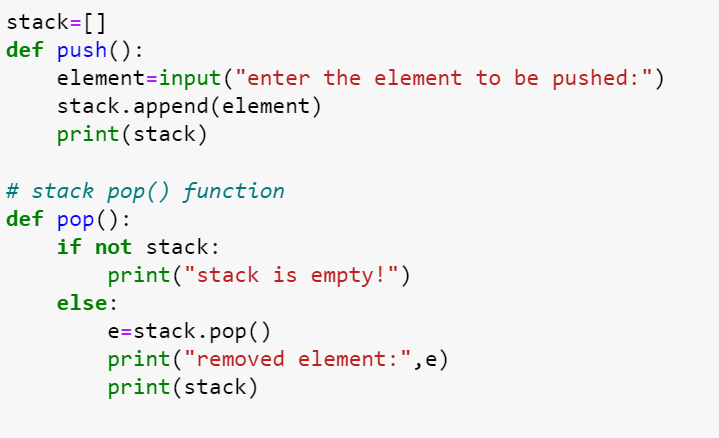 stack=[]
def push():
    element=input("enter the element to be pushed:")
    stack.append(element)
    print(stack)

# stack pop() function
def pop():
    if not stack:
        print("stack is empty!")
    else:
        e=stack.pop()
        print("removed element:",e)
        print(stack)